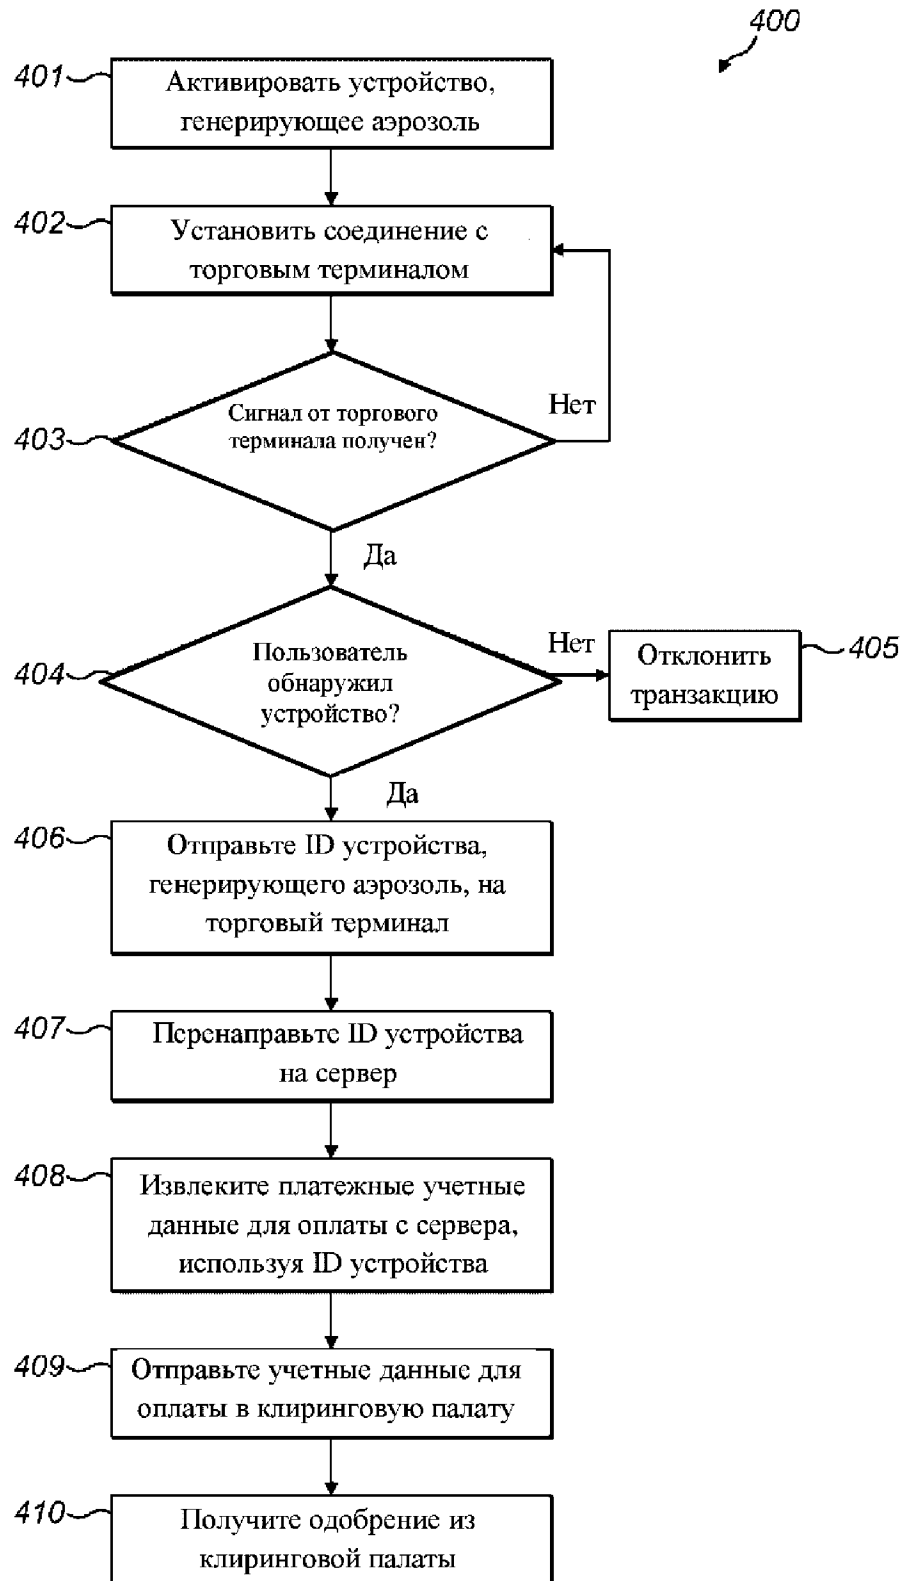 400
401
Активировать устройство,
генерирующее аэрозоль
402
Установить соединение с
торговым терминалом
403
Сигнал от торгового
терминала получен?
Нет
Да
404
Пользователь
обнаружил
устройство?
Нет
Отклонить
транзакцию
405
Да
406
Отправьте ID устройства,
генерирующего аэрозоль, на
торговый терминал
407
Перенаправьте ID устройства
на сервер
408
Извлеките платежные учетные
данные для оплаты с сервера,
используя ID устройства
409
Отправьте учетные данные для
оплаты в клиринговую палату
410
Получите одобрение из
клиринговой палаты